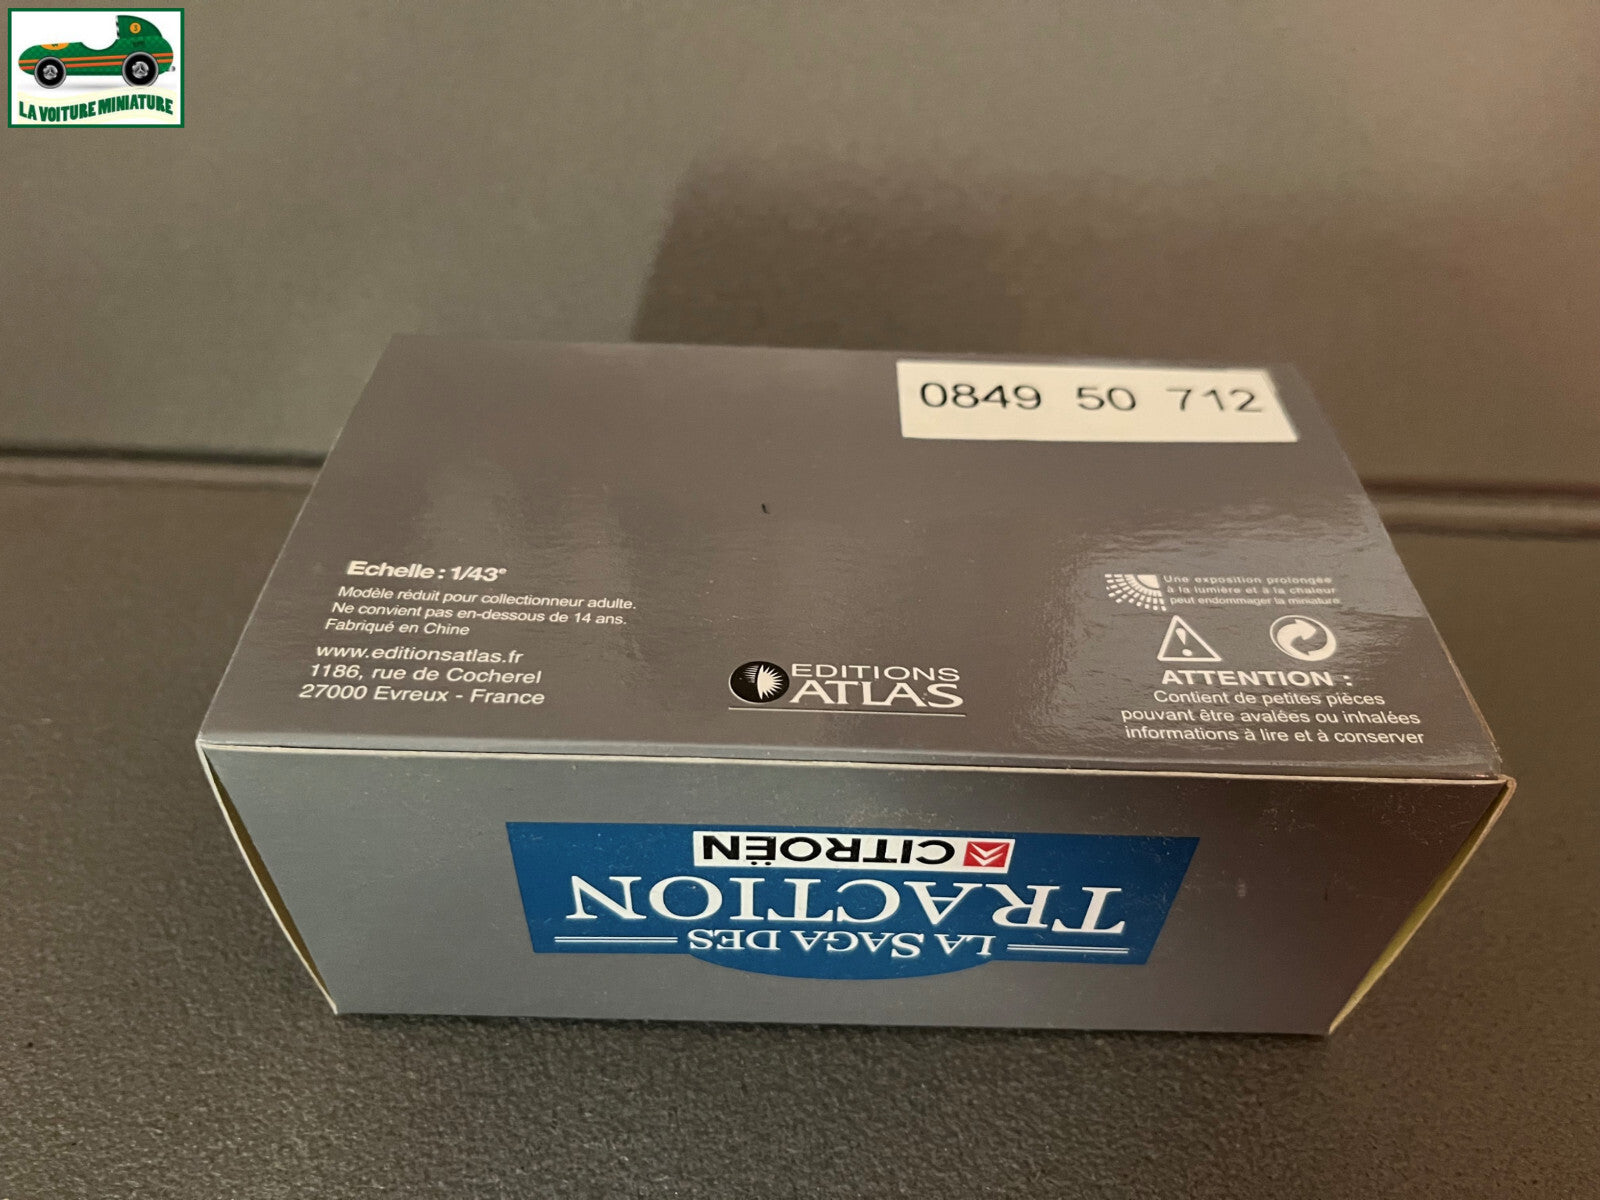 LA VOITURE MINIATURE
0849 50 712
Echelle : 1/43e
Modèle réduit pour collectionneur adulte.
Ne convient pas en-dessous de 14 ans.
Fabriqué en Chine
www.editionsatlas.fr
1186, rue de Cocherel
27000 Evreux - France
EDITIONS
ATLAS
Une exposition prolongée
à la lumière et à la chaleur
peut endommager la miniature
ATTENTION :
Contient de petites pièces
pouvant être avalées ou inhalées
informations à lire et à conserver
LA SAGA DES
TRACTION
CITROËN